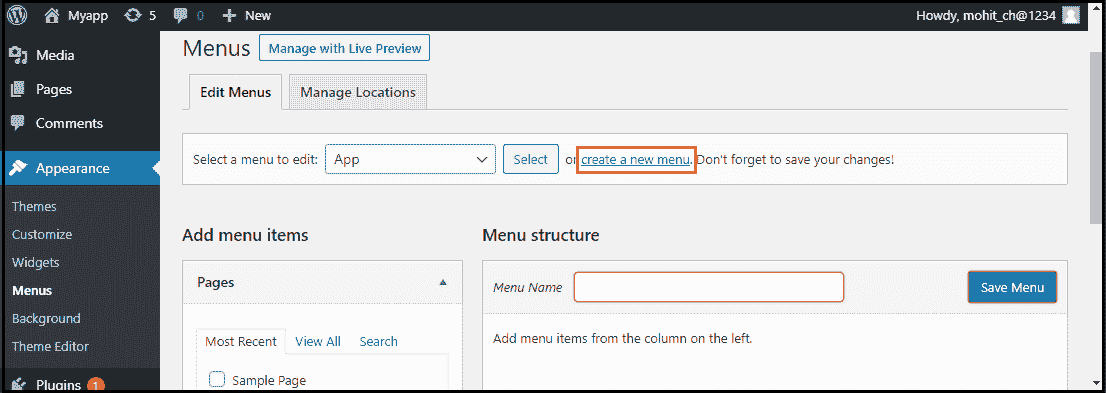 Myapp 5 0 + New Howdy, mohit_ch@1234
Media
Pages
Comments
Appearance
Themes
Customize
Widgets
Menus
Background
Theme Editor
Plugins 1
Menus Manage with Live Preview
Edit Menus Manage Locations
Select a menu to edit: App Select or create a new menu. Don't forget to save your changes!
Add menu items
Pages
Most Recent View All Search
Sample Page
Menu structure
Menu Name Save Menu
Add menu items from the column on the left.